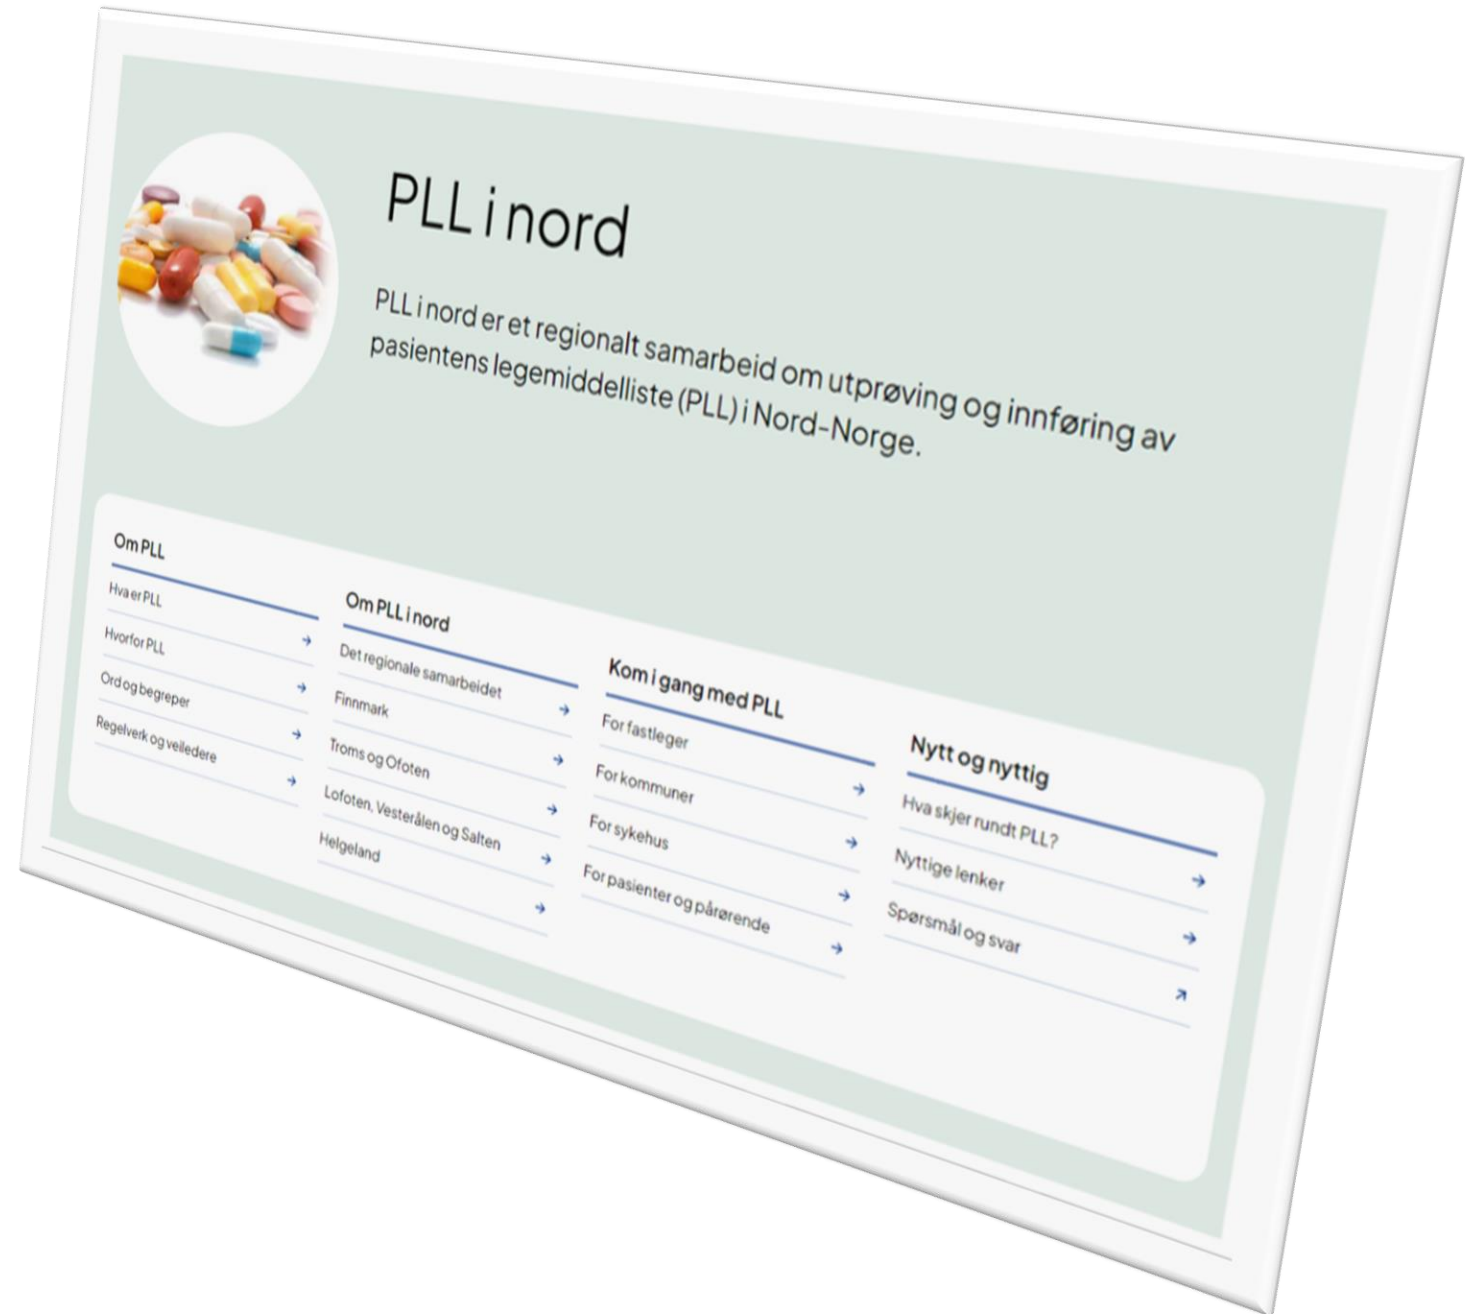 PLL i nord
PLL i nord er et regionalt samarbeid om utprøving og innføring av
pasientens legemiddelliste (PLL) i Nord-Norge.
Om PLL
Hva er PLL
Hvorfor PLL
Ord og begreper
Regelverk og veiledere
Om PLL i nord
Det regionale samarbeidet
Finnmark
Troms og Ofoten
Lofoten, Vesterålen og Salten
Helgeland
Kom i gang med PLL
For fastleger
For kommuner
For sykehus
For pasienter og pårørende
Nytt og nyttig
Hva skjer rundt PLL?
Nyttige lenker
Spørsmål og svar